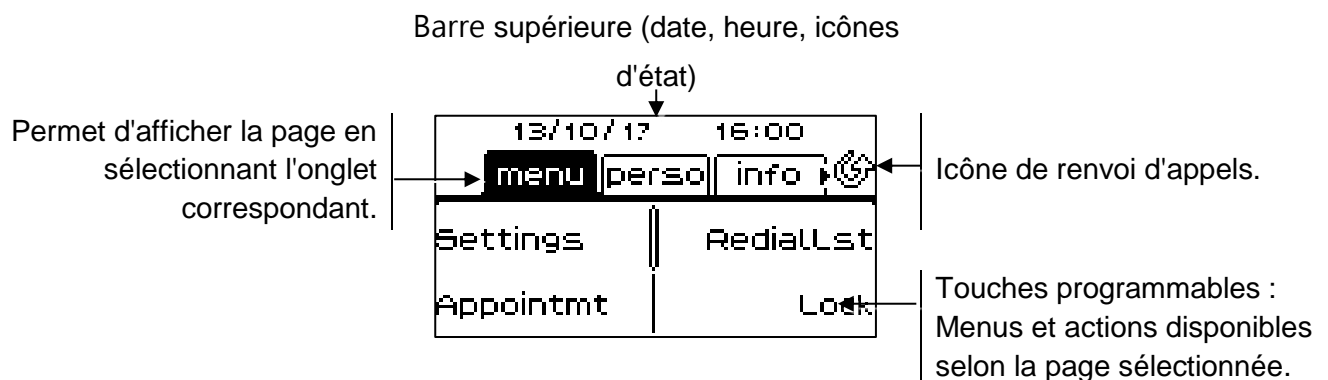 Barre supérieure (date, heure, icônes
d'état)
Permet d'afficher la page en
sélectionnant l'onglet
correspondant.
13/10/17 16:00
menu perso info
Icône de renvoi d'appels.
Settings RedialLst
Appointmt Lock
Touches programmables :
Menus et actions disponibles
selon la page sélectionnée.